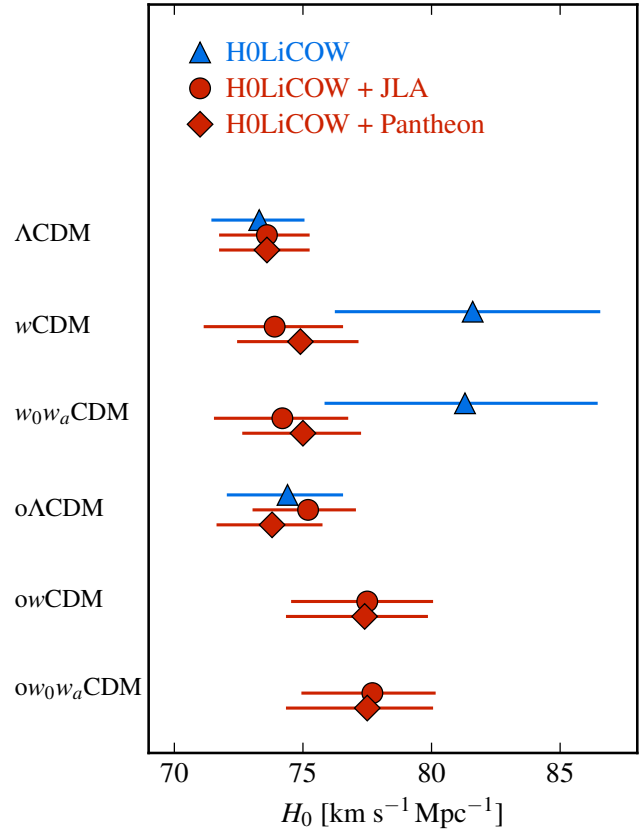 H0LiCOW
H0LiCOW + JLA
H0LiCOW + Pantheon
ΛCDM
wCDM
w₀wₐCDM
oΛCDM
owCDM
ow₀wₐCDM
70 75 80 85
H₀ [km s⁻¹ Mpc⁻¹]